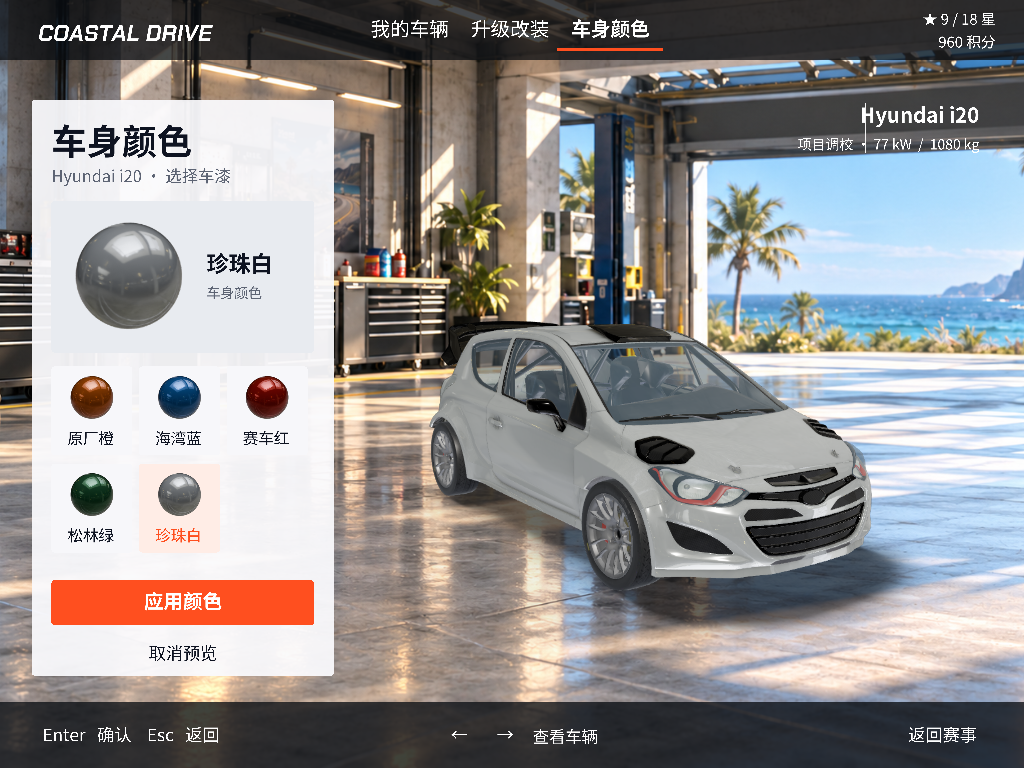 COASTAL DRIVE
我的车辆 升级改装 车身颜色
★ 9 / 18 星
960 积分
Hyundai i20
项目调校 · 77 kW / 1080 kg
车身颜色
Hyundai i20 · 选择车漆
珍珠白
车身颜色
原厂橙 海湾蓝 赛车红
松林绿 珍珠白
应用颜色
取消预览
Enter 确认 Esc 返回 ← → 查看车辆 返回赛事